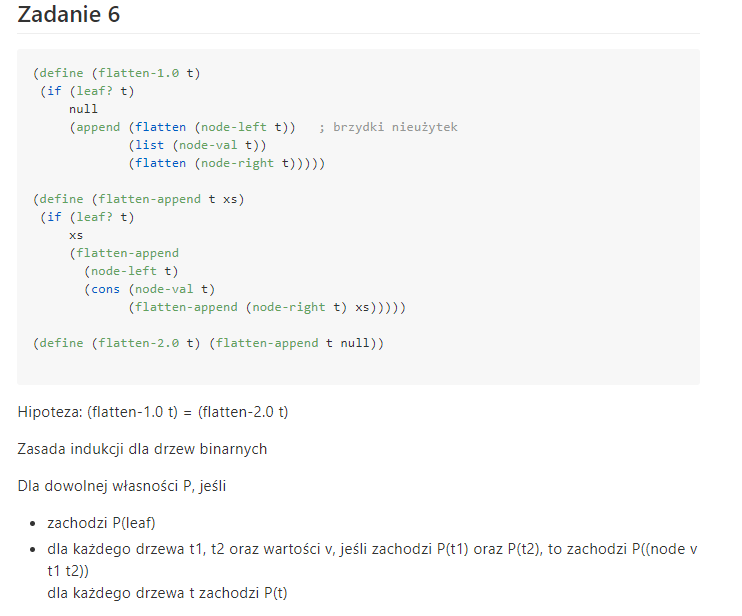 Zadanie 6
(define (flatten-1.0 t)
 (if (leaf? t)
     null
     (append (flatten (node-left t))   ; brzydki nieużytek
             (list (node-val t))
             (flatten (node-right t)))))
(define (flatten-append t xs)
 (if (leaf? t)
     xs
     (flatten-append
       (node-left t)
       (cons (node-val t)
             (flatten-append (node-right t) xs)))))
(define (flatten-2.0 t) (flatten-append t null))
Hipoteza: (flatten-1.0 t) = (flatten-2.0 t)
Zasada indukcji dla drzew binarnych
Dla dowolnej własności P, jeśli
• zachodzi P(leaf)
• dla każdego drzewa t1, t2 oraz wartości v, jeśli zachodzi P(t1) oraz P(t2), to zachodzi P((node v
t1 t2))
dla każdego drzewa t zachodzi P(t)